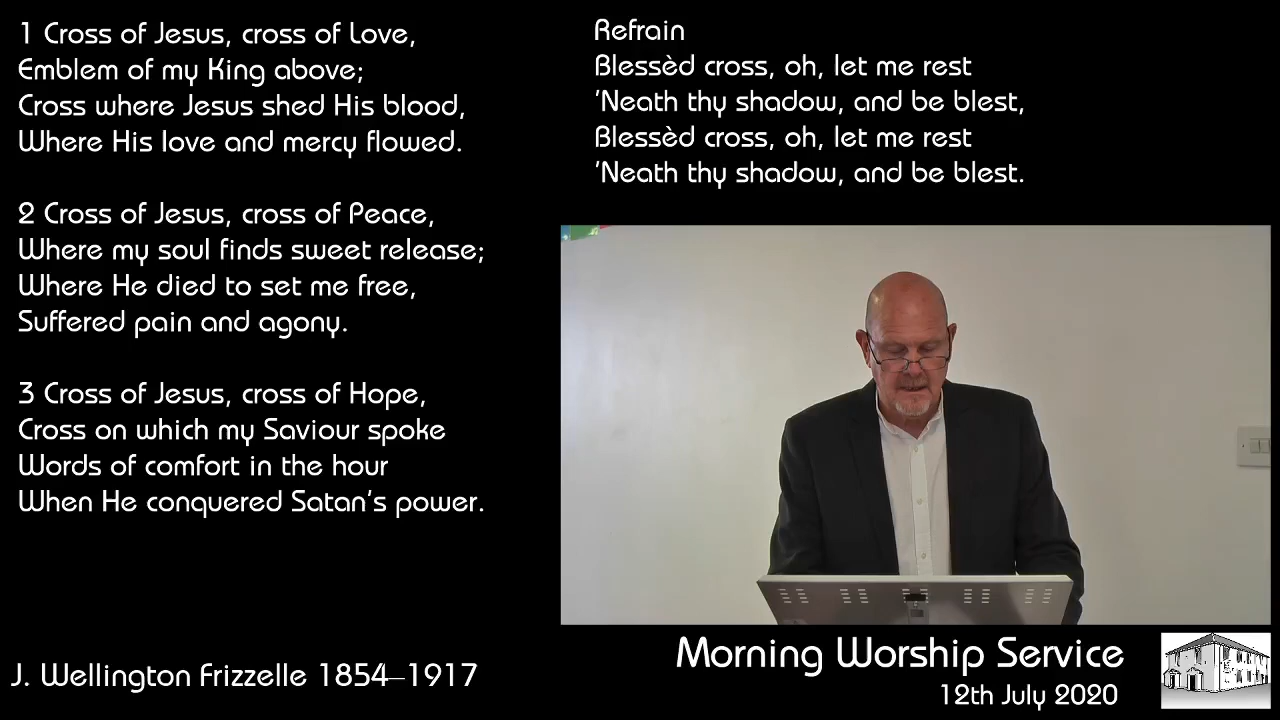 1 Cross of Jesus, cross of Love,
Emblem of my King above;
Cross where Jesus shed His blood,
Where His love and mercy flowed.
2 Cross of Jesus, cross of Peace,
Where my soul finds sweet release;
Where He died to set me free,
Suffered pain and agony.
3 Cross of Jesus, cross of Hope,
Cross on which my Saviour spoke
Words of comfort in the hour
When He conquered Satan's power.
Refrain
Blessèd cross, oh, let me rest
'Neath thy shadow, and be blest,
Blessèd cross, oh, let me rest
'Neath thy shadow, and be blest.
J. Wellington Frizzelle 1854–1917
Morning Worship Service
12th July 2020